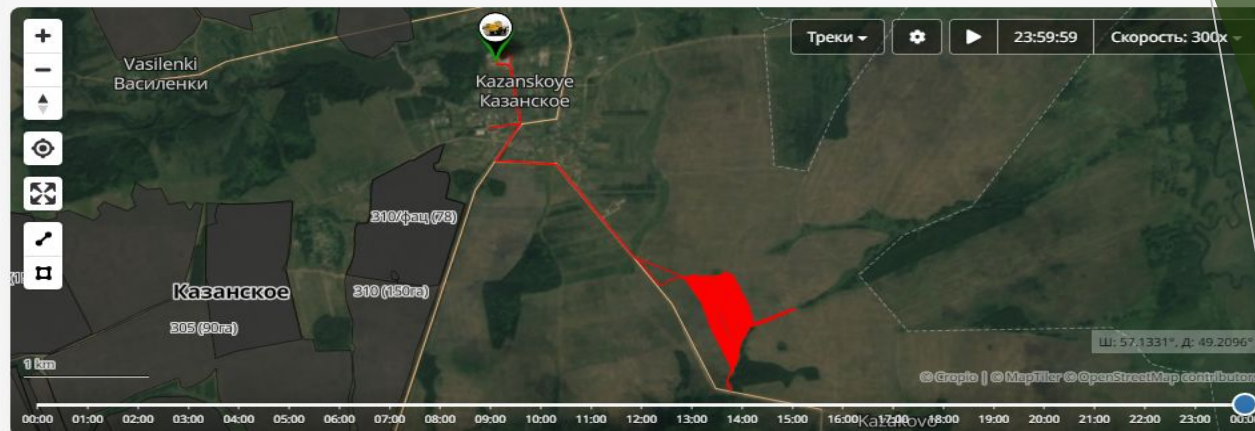 Треки
23:59:59
Скорость: 300x
Vasilenki
Василенки
Kazanskoye
Казанское
310/фац (78)
Казанское
310 (150га)
305 (90га)
Ш: 57.1331°, Д: 49.2096°
1 km
© Cropio | © MapTiler © OpenStreetMap contributors
00:00 01:00 02:00 03:00 04:00 05:00 06:00 07:00 08:00 09:00 10:00 11:00 12:00 13:00 14:00 15:00 16:00 17:00 18:00 19:00 20:00 21:00 22:00 23:00 00:00
Kazakovo